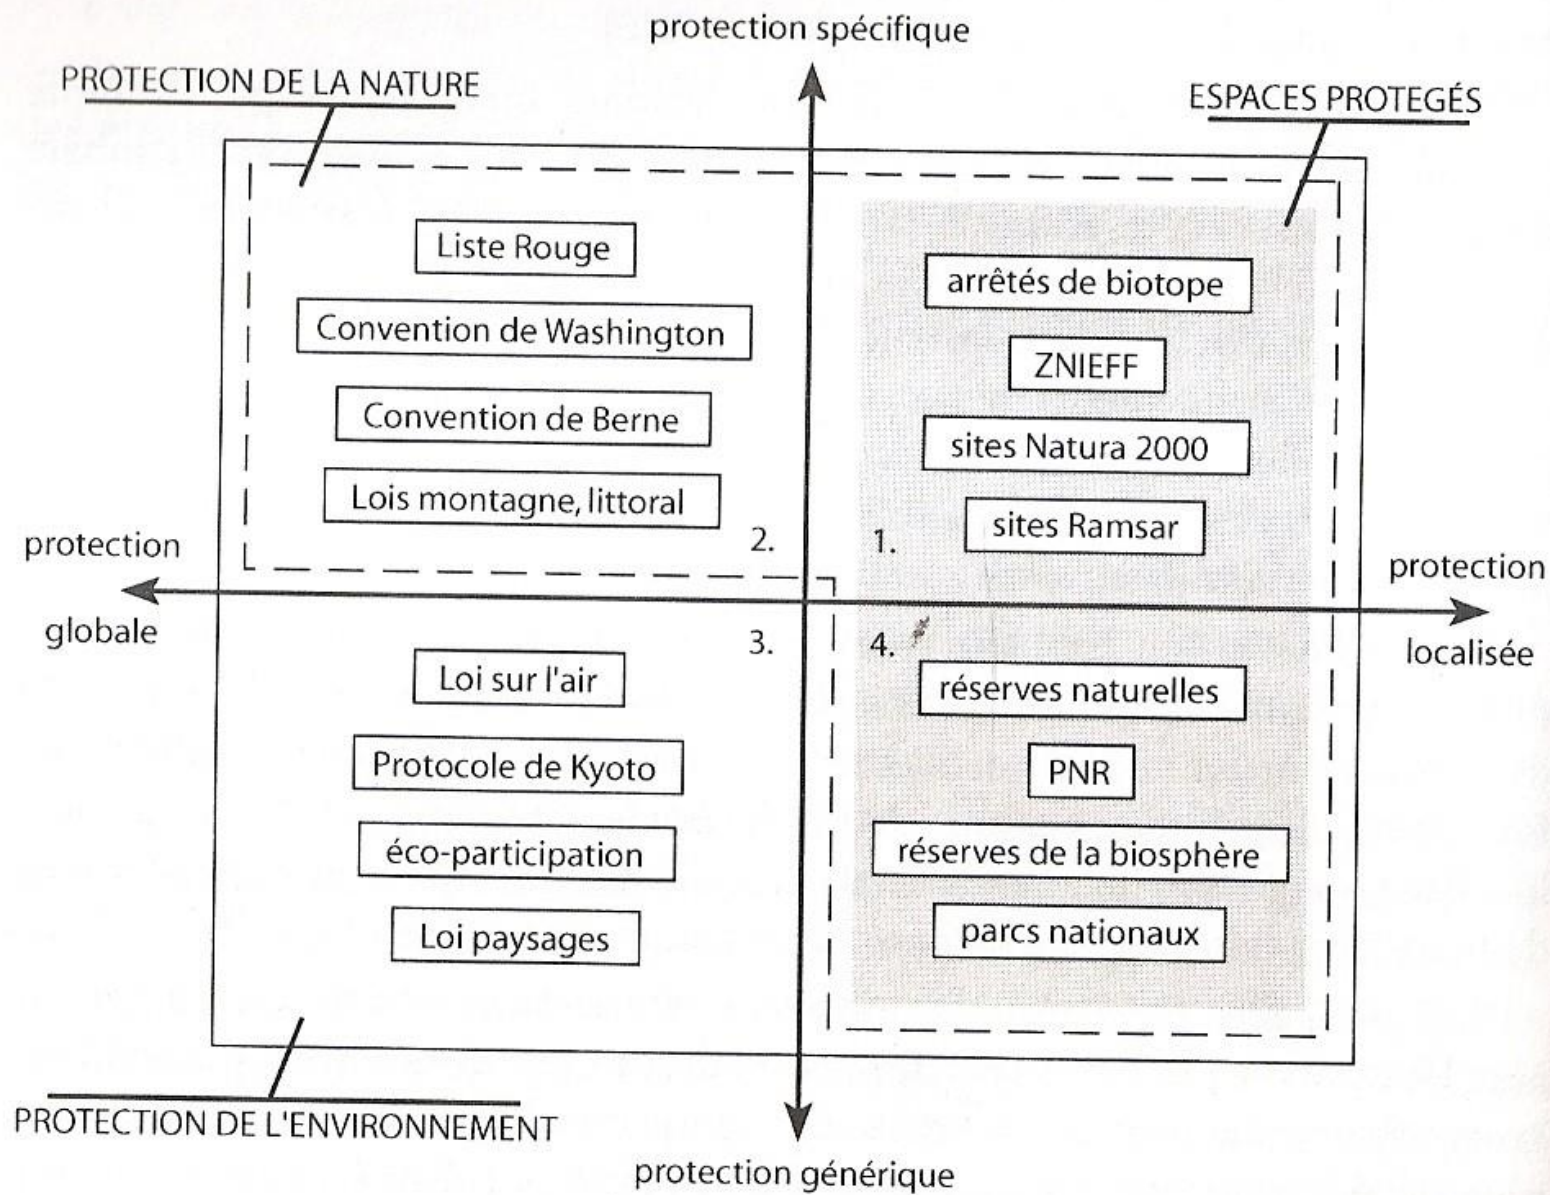 protection spécifique
PROTECTION DE LA NATURE
ESPACES PROTEGÉS
Liste Rouge
Convention de Washington
Convention de Berne
Lois montagne, littoral
2.
arrêtés de biotope
ZNIEFF
sites Natura 2000
sites Ramsar
1.
protection
globale
protection
localisée
3.
Loi sur l'air
Protocole de Kyoto
éco-participation
Loi paysages
4.
réserves naturelles
PNR
réserves de la biosphère
parcs nationaux
PROTECTION DE L'ENVIRONNEMENT
protection générique